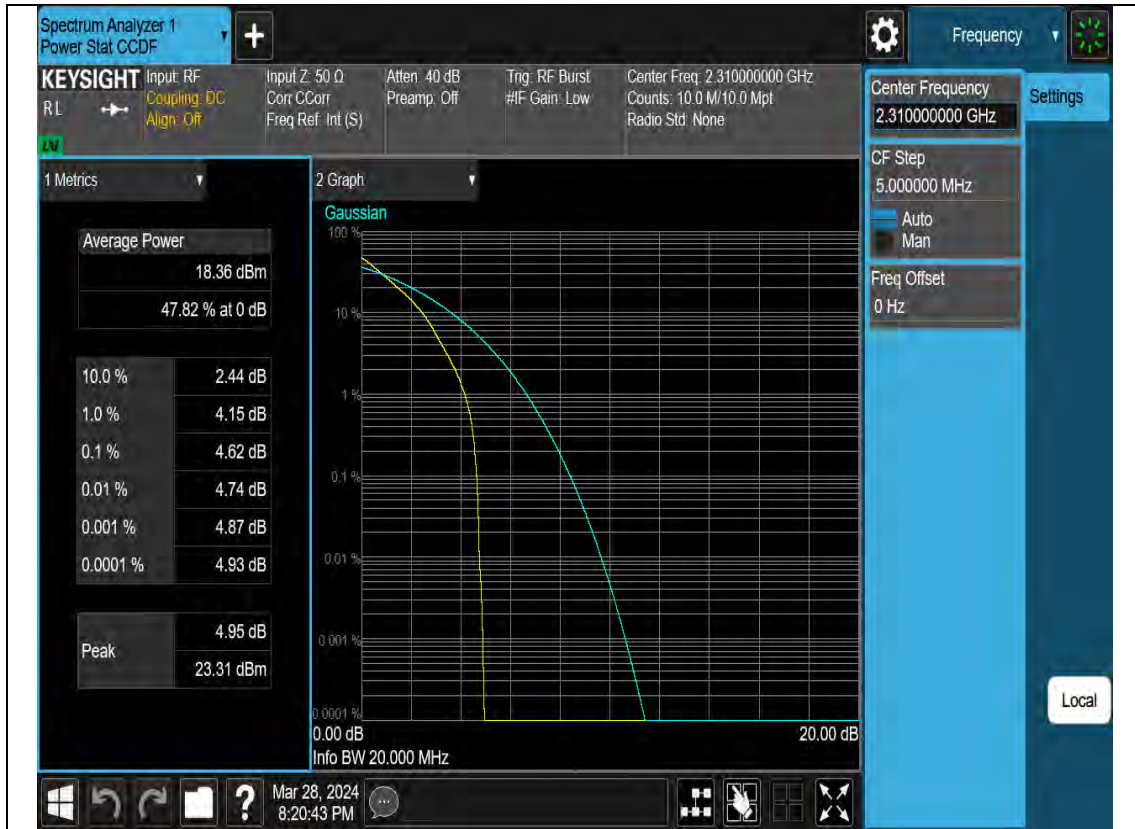 Spectrum Analyzer 1
Power Stat CCDF
Frequency
KEYSIGHT
RL
Input: RF
Coupling: DC
Align: Off
Input Z: 50 Ω
Corr CCorr
Freq Ref: Int (S)
Atten: 40 dB
Preamp: Off
Trig: RF Burst
#IF Gain: Low
Center Freq: 2.310000000 GHz
Counts: 10.0 M/10.0 Mpt
Radio Std: None
1 Metrics
Average Power
18.36 dBm
47.82 % at 0 dB
10.0 % 2.44 dB
1.0 % 4.15 dB
0.1 % 4.62 dB
0.01 % 4.74 dB
0.001 % 4.87 dB
0.0001 % 4.93 dB
Peak
4.95 dB
23.31 dBm
2 Graph
Gaussian
100 %
10 %
1 %
0.1 %
0.01 %
0.001 %
0.0001 %
0.00 dB 20.00 dB
Info BW 20.000 MHz
Center Frequency
2.310000000 GHz
CF Step
5.000000 MHz
Auto
Man
Freq Offset
0 Hz
Settings
Local
?
Mar 28, 2024
8:20:43 PM